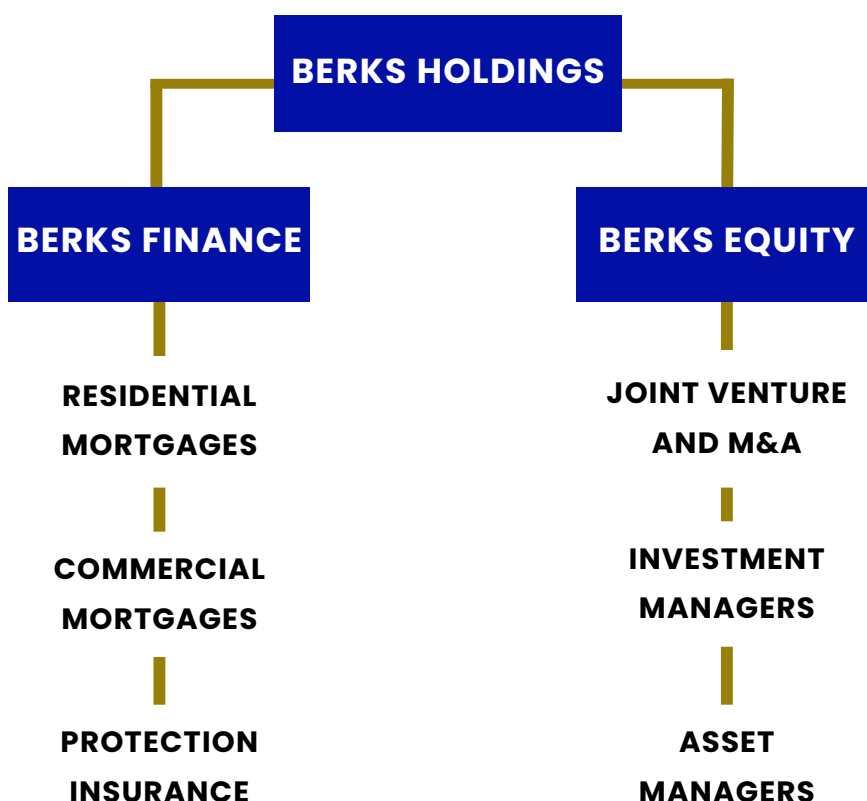 BERKS HOLDINGS
BERKS FINANCE
BERKS EQUITY
RESIDENTIAL
MORTGAGES
JOINT VENTURE
AND M&A
COMMERCIAL
MORTGAGES
INVESTMENT
MANAGERS
PROTECTION
INSURANCE
ASSET
MANAGERS